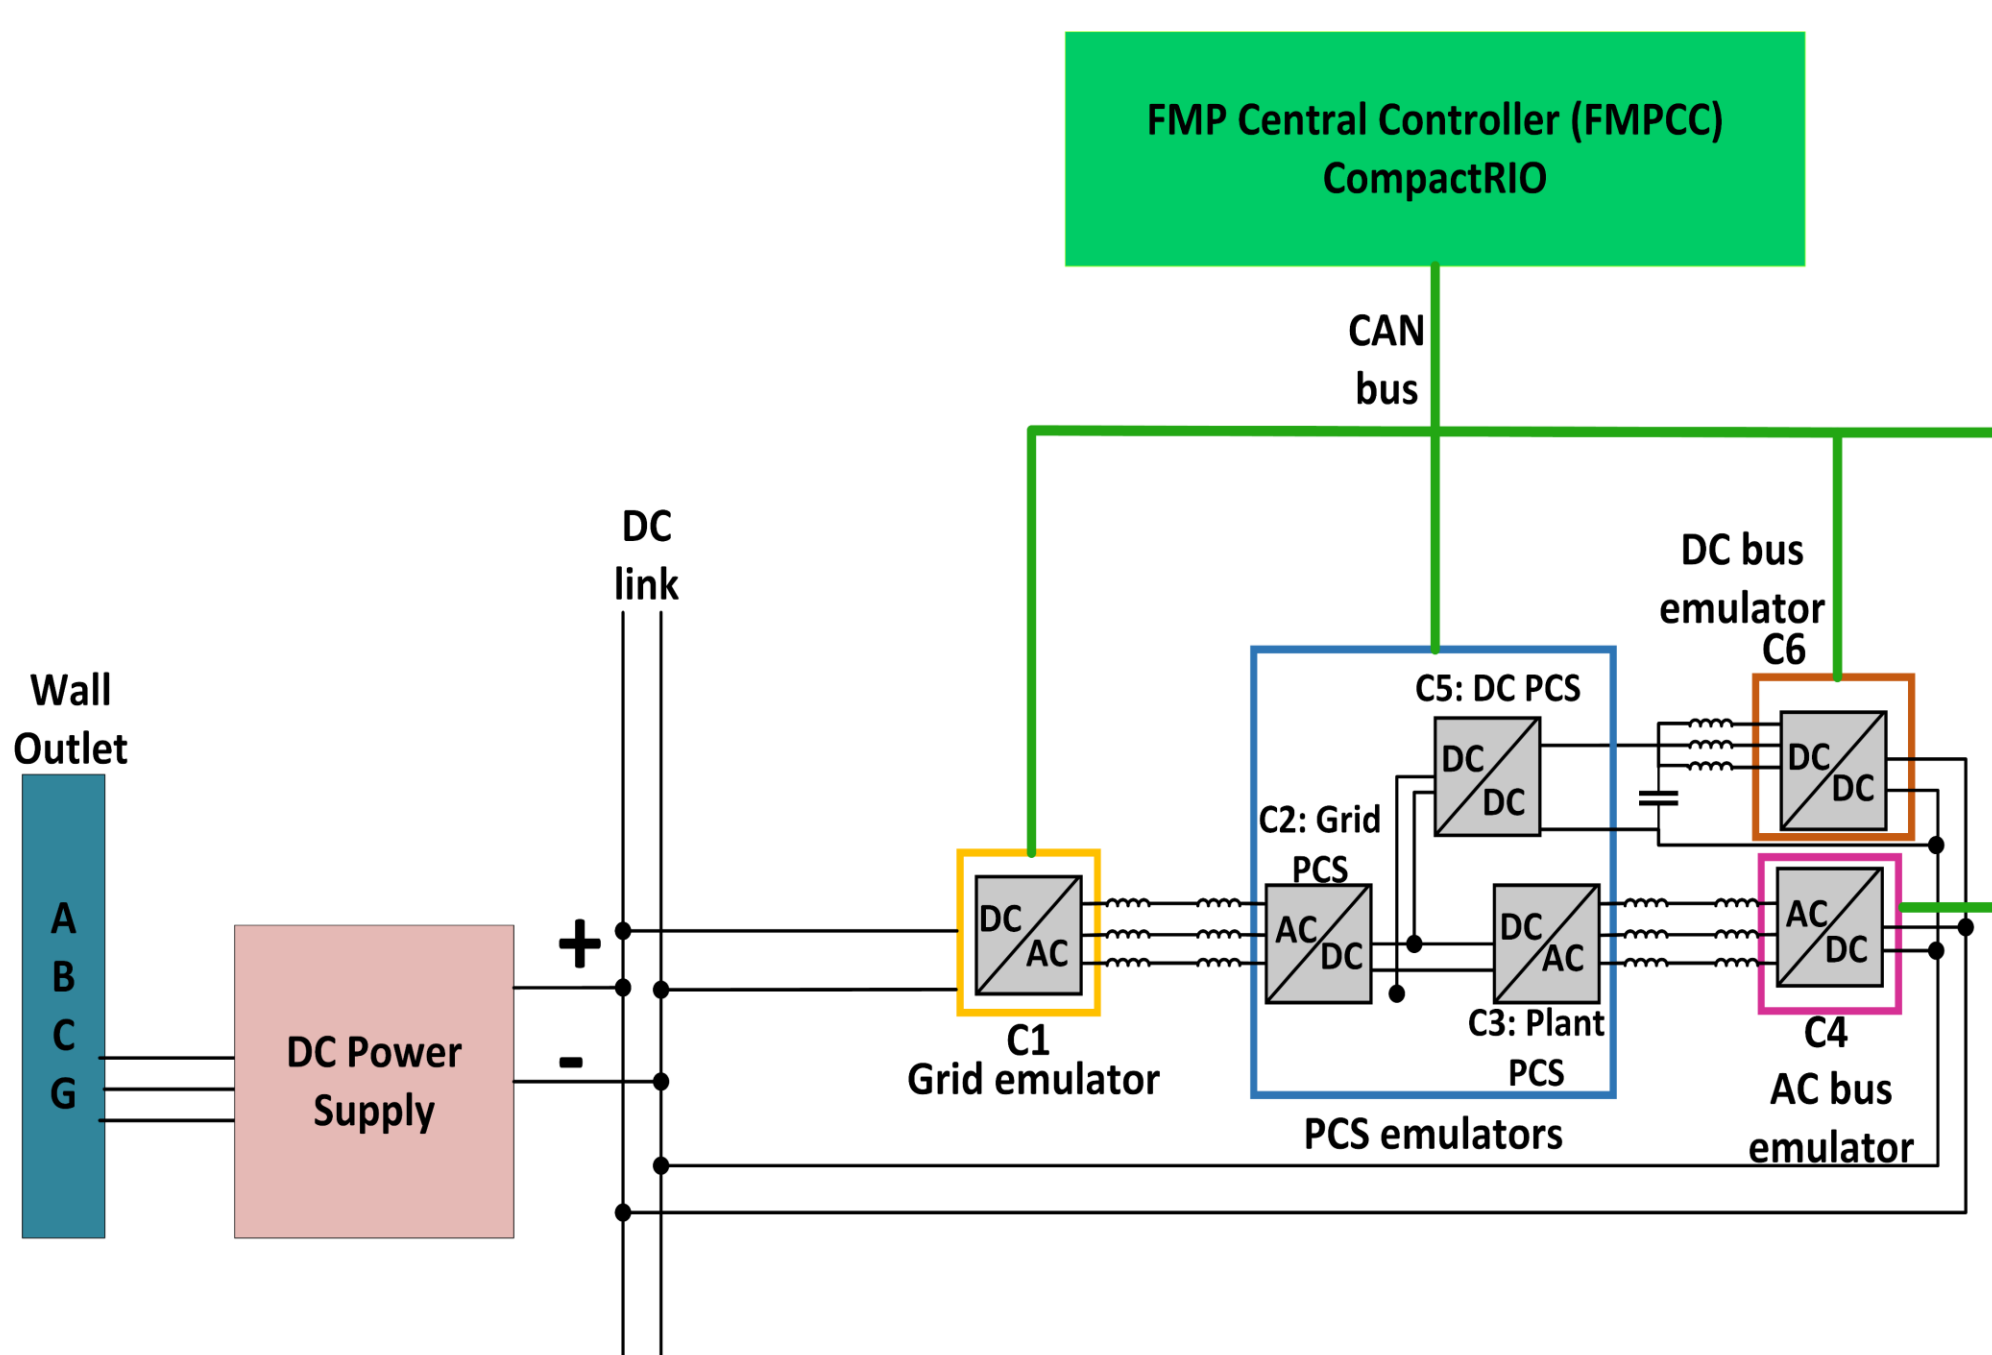 FMP Central Controller (FMPCC)
CompactRIO
CAN
bus
DC
link
DC bus
emulator
C6
Wall
Outlet
C5: DC PCS
DC
DC
DC
DC
C2: Grid
PCS
A
B
C
G
+
-
DC Power
Supply
DC
AC
AC
DC
DC
AC
AC
DC
C1
Grid emulator
C3: Plant
PCS
C4
AC bus
emulator
PCS emulators